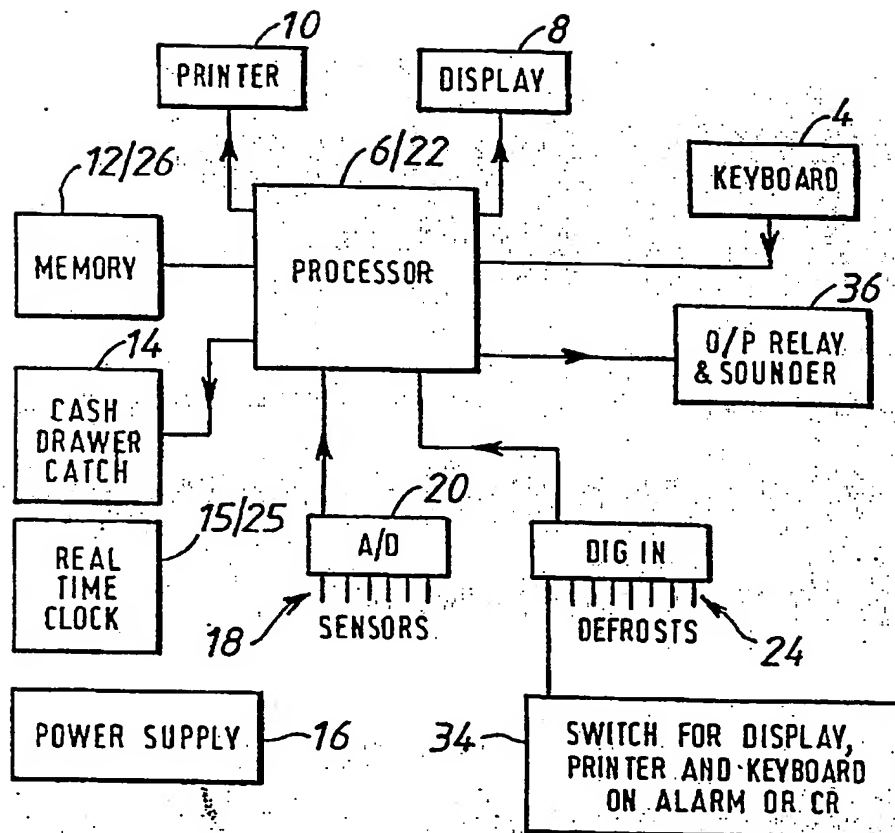 10
PRINTER
8
DISPLAY
4
KEYBOARD
12/26
MEMORY
6/22
PROCESSOR
36
O/P RELAY
& SOUNDER
14
CASH
DRAWER
CATCH
15/25
REAL
TIME
CLOCK
20
A/D
18
SENSORS
DIG IN
DEFROSTS
24
POWER SUPPLY
16
34
SWITCH FOR DISPLAY,
PRINTER AND KEYBOARD
ON ALARM OR CR